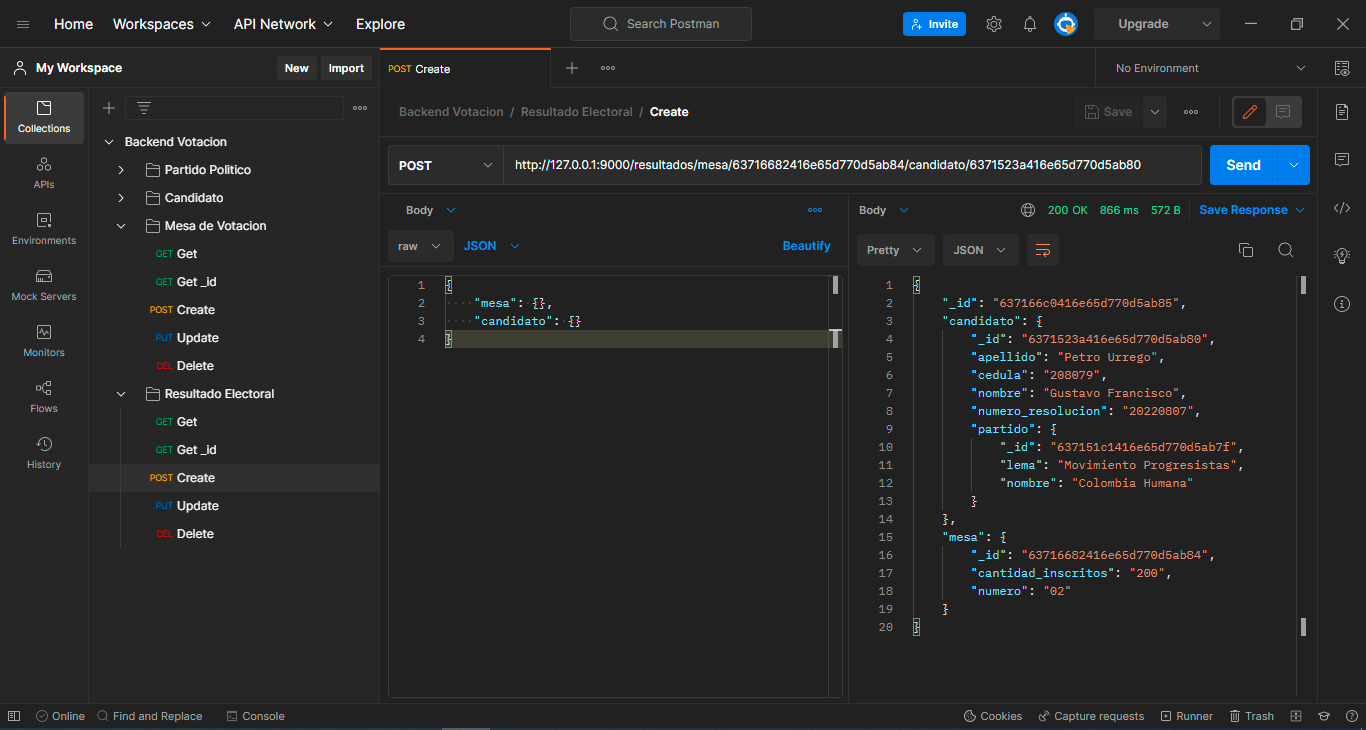 Home Workspaces API Network Explore Search Postman Invite Upgrade
My Workspace New Import POST Create No Environment
Collections
APIs
Environments
Mock Servers
Monitors
Flows
History
Backend Votacion
Partido Politico
Candidato
Mesa de Votacion
GET Get
GET Get _id
POST Create
PUT Update
DEL Delete
Resultado Electoral
GET Get
GET Get _id
POST Create
PUT Update
DEL Delete
Backend Votacion / Resultado Electoral / Create Save
POST http://127.0.0.1:9000/resultados/mesa/63716682416e65d770d5ab84/candidato/6371523a416e65d770d5ab80 Send
Body
raw JSON Beautify
1 {
2 ····"mesa":·{},
3 ····"candidato":·{}
4 }
Body 200 OK 866 ms 572 B Save Response
Pretty JSON
1 {
2 "_id": "637166c0416e65d770d5ab85",
3 "candidato": {
4 "_id": "6371523a416e65d770d5ab80",
5 "apellido": "Petro Urrego",
6 "cedula": "208079",
7 "nombre": "Gustavo Francisco",
8 "numero_resolucion": "20220807",
9 "partido": {
10 "_id": "637151c1416e65d770d5ab7f",
11 "lema": "Movimiento Progresistas",
12 "nombre": "Colombia Humana"
13 }
14 },
15 "mesa": {
16 "_id": "63716682416e65d770d5ab84",
17 "cantidad_inscritos": "200",
18 "numero": "02"
19 }
20 }
Online Find and Replace Console Cookies Capture requests Runner Trash